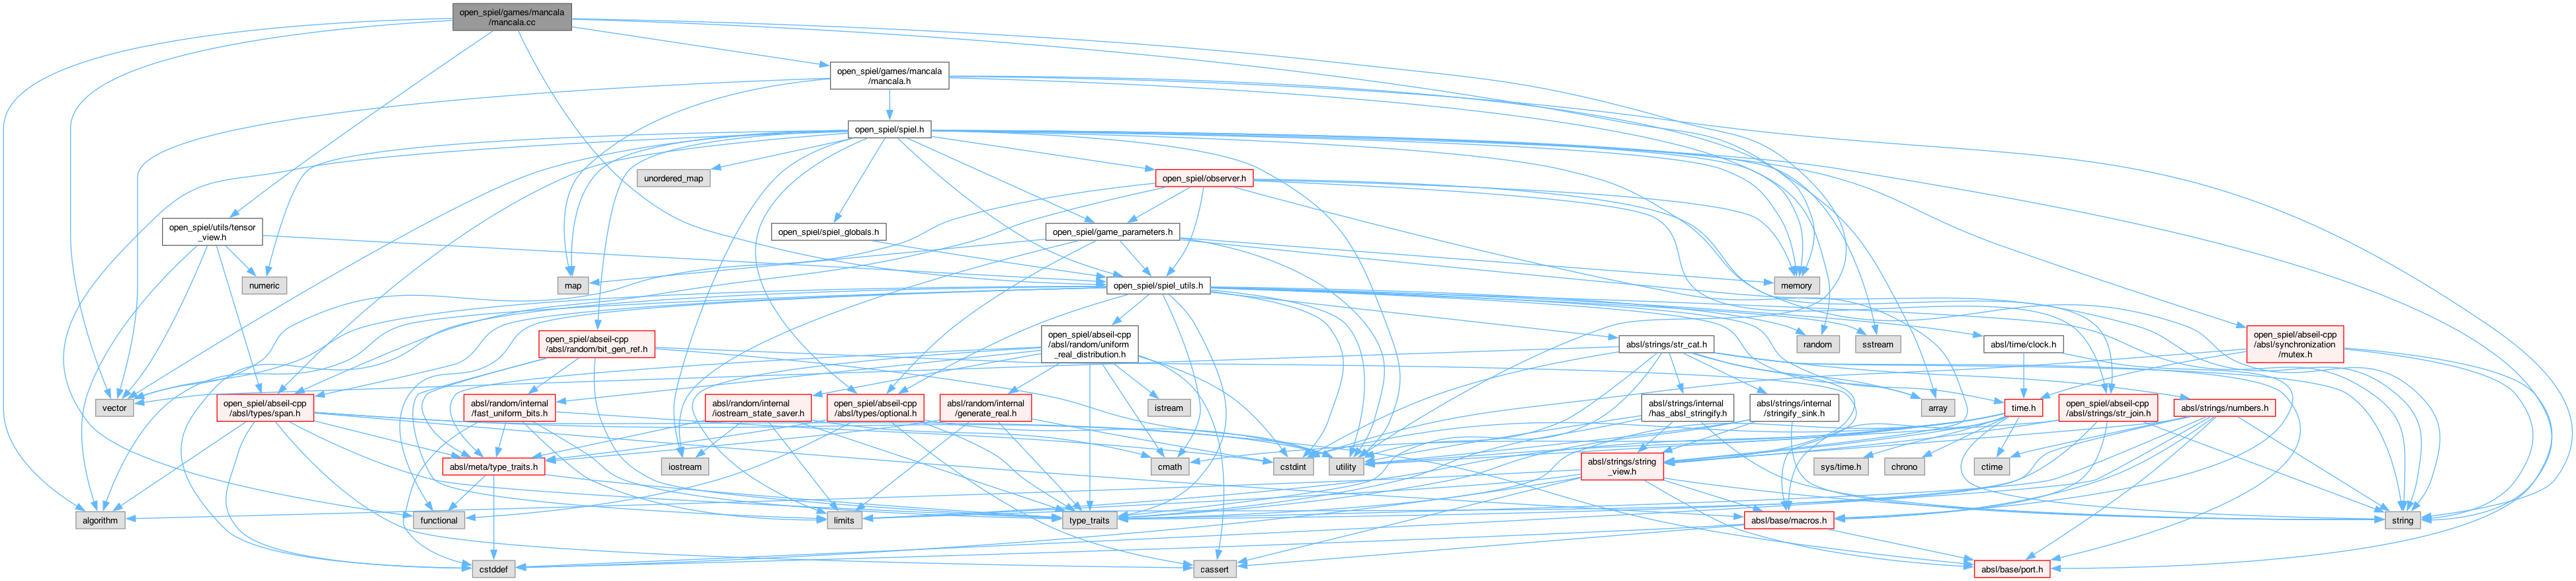 open_spiel/games/mancala
/mancala.cc
open_spiel/games/mancala
/mancala.h
open_spiel/spiel.h
unordered_map
open_spiel/observer.h
open_spiel/utils/tensor
_view.h
open_spiel/spiel_globals.h
open_spiel/game_parameters.h
numeric
map
open_spiel/spiel_utils.h
memory
open_spiel/abseil-cpp
/absl/random/bit_gen_ref.h
open_spiel/abseil-cpp
/absl/random/uniform
_real_distribution.h
absl/strings/str_cat.h
random
sstream
absl/time/clock.h
open_spiel/abseil-cpp
/absl/synchronization
/mutex.h
vector
open_spiel/abseil-cpp
/absl/types/span.h
absl/random/internal
/fast_uniform_bits.h
absl/random/internal
/iostream_state_saver.h
open_spiel/abseil-cpp
/absl/types/optional.h
absl/random/internal
/generate_real.h
istream
absl/strings/internal
/has_absl_stringify.h
absl/strings/internal
/stringify_sink.h
array
time.h
open_spiel/abseil-cpp
/absl/strings/str_join.h
absl/strings/numbers.h
absl/meta/type_traits.h
iostream
cmath
cstdint
utility
absl/strings/string
_view.h
sys/time.h
chrono
ctime
algorithm
functional
limits
type_traits
absl/base/macros.h
string
cstddef
cassert
absl/base/port.h